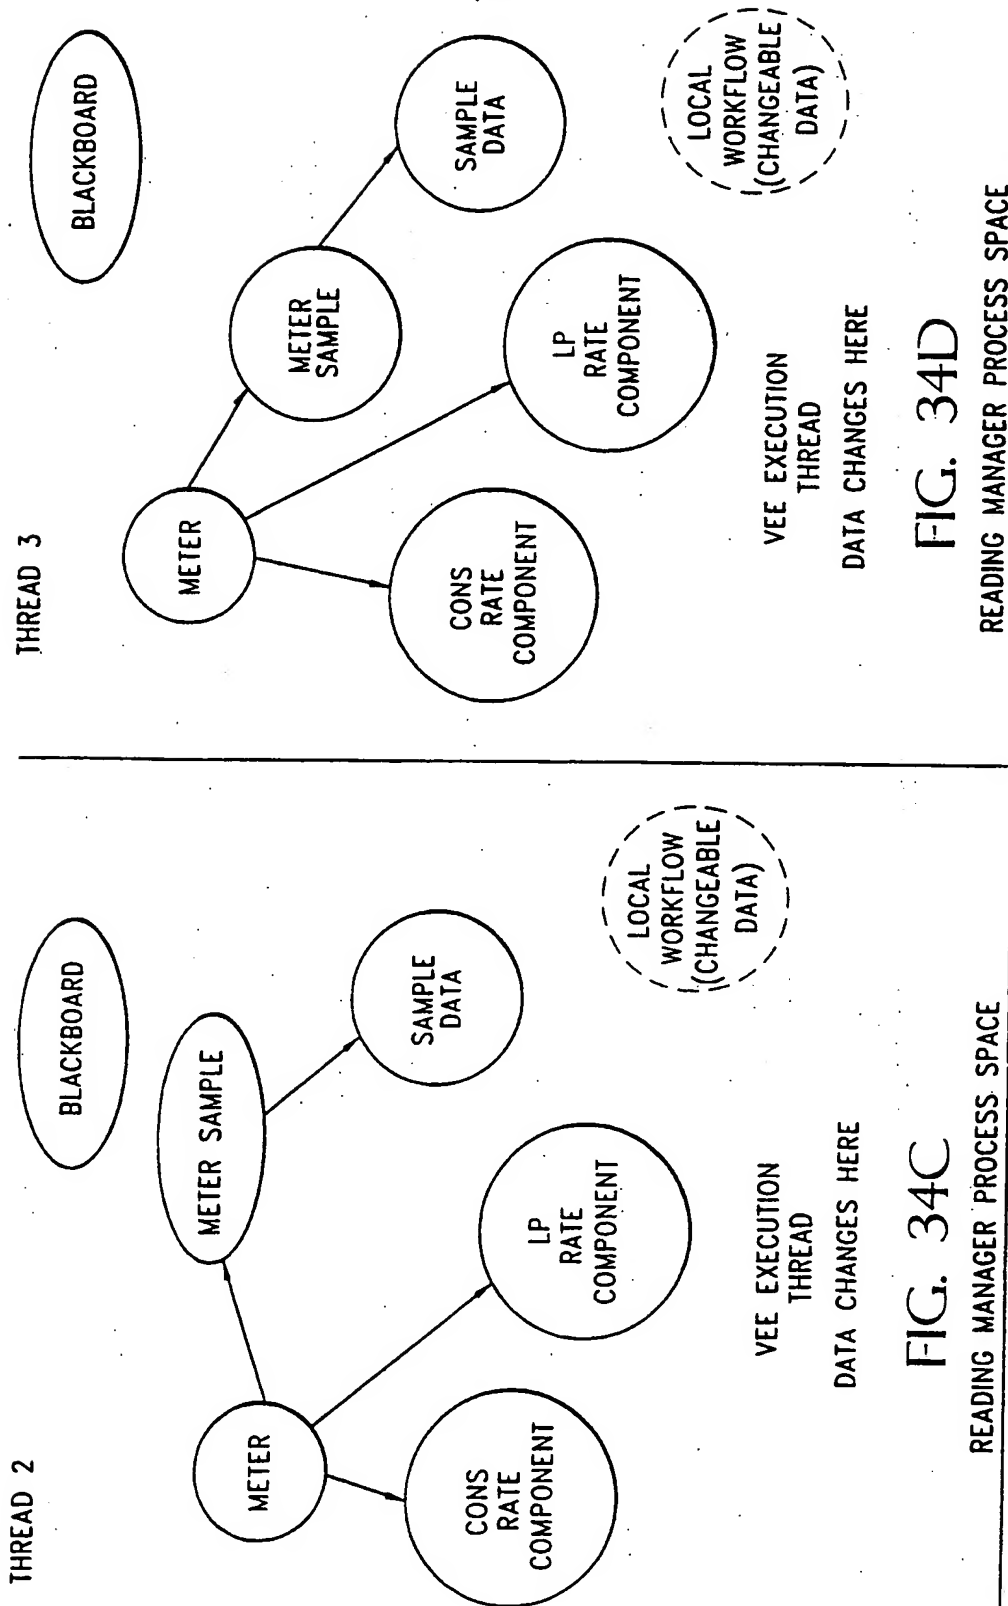 THREAD 2
BLACKBOARD
METER SAMPLE
METER
SAMPLE
DATA
CONS
RATE
COMPONENT
LP
RATE
COMPONENT
LOCAL
WORKFLOW
(CHANGEABLE
DATA)
VEE EXECUTION
THREAD
DATA CHANGES HERE
FIG. 34C
READING MANAGER PROCESS SPACE
THREAD 3
BLACKBOARD
METER
METER
SAMPLE
SAMPLE
DATA
CONS
RATE
COMPONENT
LP
RATE
COMPONENT
LOCAL
WORKFLOW
(CHANGEABLE
DATA)
VEE EXECUTION
THREAD
DATA CHANGES HERE
FIG. 34D
READING MANAGER PROCESS SPACE